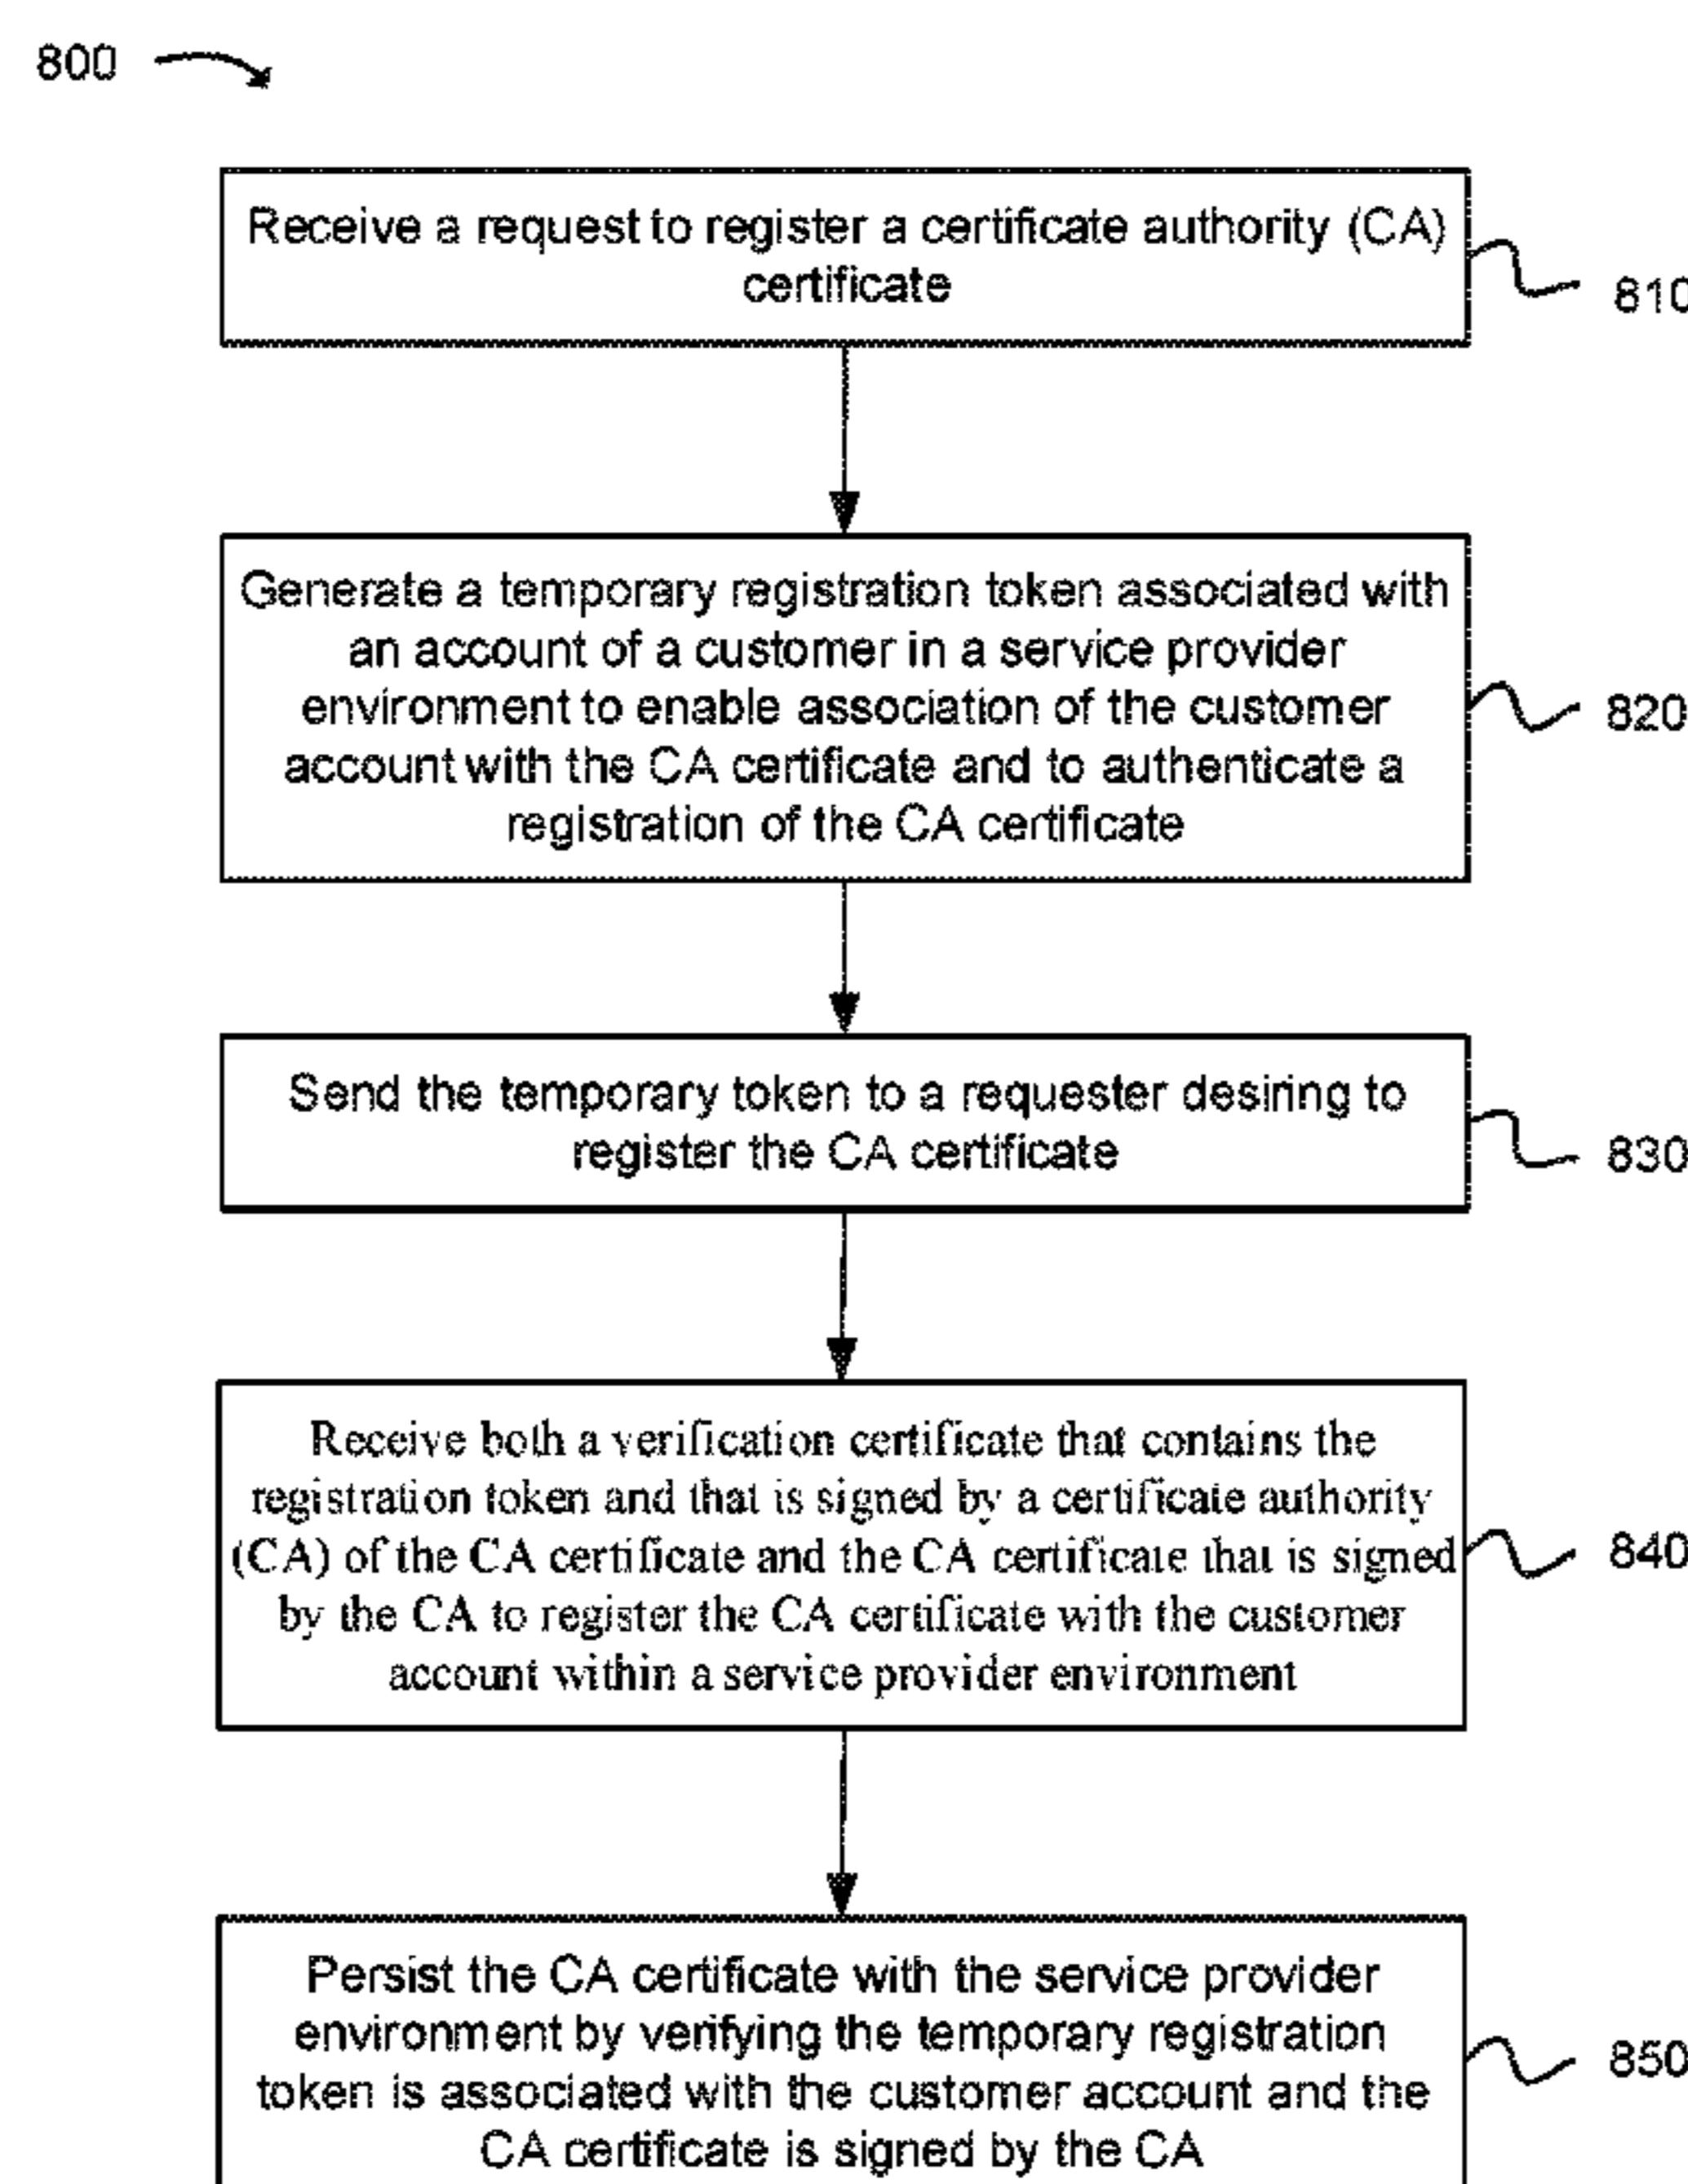 800
Receive a request to register a certificate authority (CA)
certificate
810
Generate a temporary registration token associated with
an account of a customer in a service provider
environment to enable association of the customer
account with the CA certificate and to authenticate a
registration of the CA certificate
820
Send the temporary token to a requester desiring to
register the CA certificate
830
Receive both a verification certificate that contains the
registration token and that is signed by a certificate authority
(CA) of the CA certificate and the CA certificate that is signed
by the CA to register the CA certificate with the customer
account within a service provider environment
840
Persist the CA certificate with the service provider
environment by verifying the temporary registration
token is associated with the customer account and the
CA certificate is signed by the CA
850